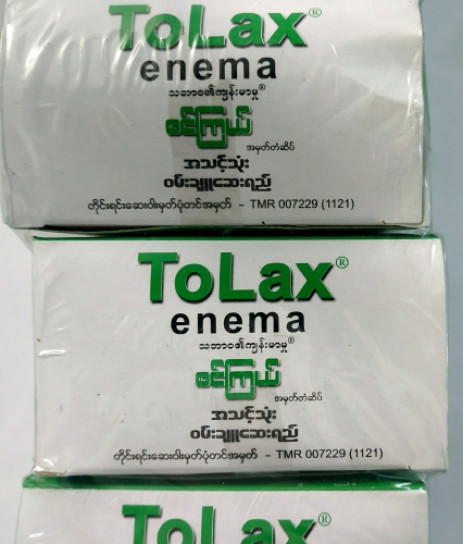 ToLax®
enema
သဘာဝ၏ကျန်းမာမှု®
စင်ကြယ်
အမှတ်တံဆိပ်
အသင့်သုံး
ဝမ်းချူဆေးရည်
တိုင်းရင်းဆေးဝါးမှတ်ပုံတင်အမှတ် - TMR 007229 (1121)
ToLax®
enema
သဘာဝ၏ကျန်းမာမှု®
စင်ကြယ်
အမှတ်တံဆိပ်
အသင့်သုံး
ဝမ်းချူဆေးရည်
တိုင်းရင်းဆေးဝါးမှတ်ပုံတင်အမှတ် - TMR 007229 (1121)
ToLax®